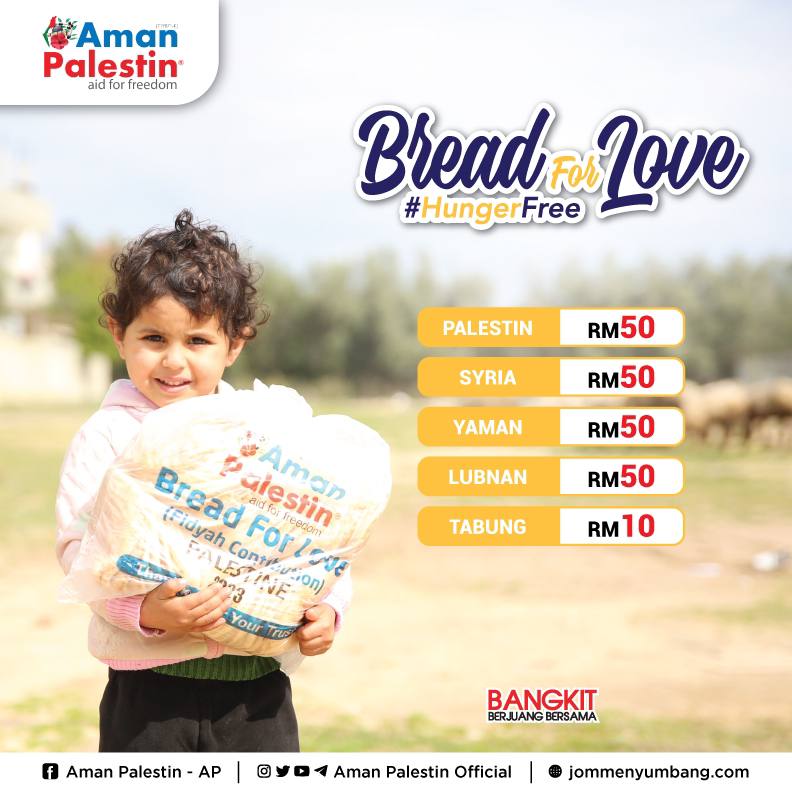 Aman
Palestin®
aid for freedom
Bread For Love
#HungerFree
PALESTIN RM50
SYRIA RM50
YAMAN RM50
LUBNAN RM50
TABUNG RM10
Aman
Palestin
aid for freedom
Bread For Love
(Fidyah Contribution)
PALESTINE
2023
Your Trust
BANGKIT
BERJUANG BERSAMA
Aman Palestin - AP | Aman Palestin Official | jommenyumbang.com